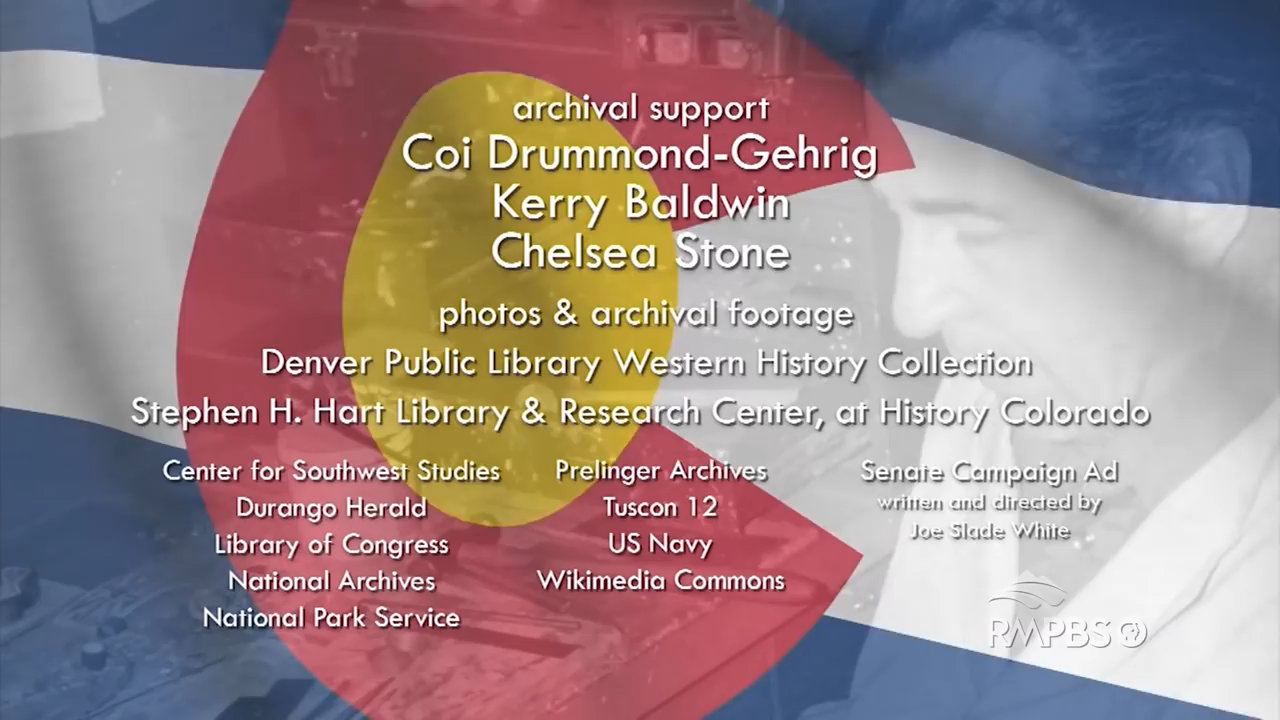 archival support
Coi Drummond-Gehrig
Kerry Baldwin
Chelsea Stone
photos & archival footage
Denver Public Library Western History Collection
Stephen H. Hart Library & Research Center, at History Colorado
Center for Southwest Studies
Durango Herald
Library of Congress
National Archives
National Park Service
Prelinger Archives
Tuscon 12
US Navy
Wikimedia Commons
Senate Campaign Ad
written and directed by
Joe Slade White
RMPBS